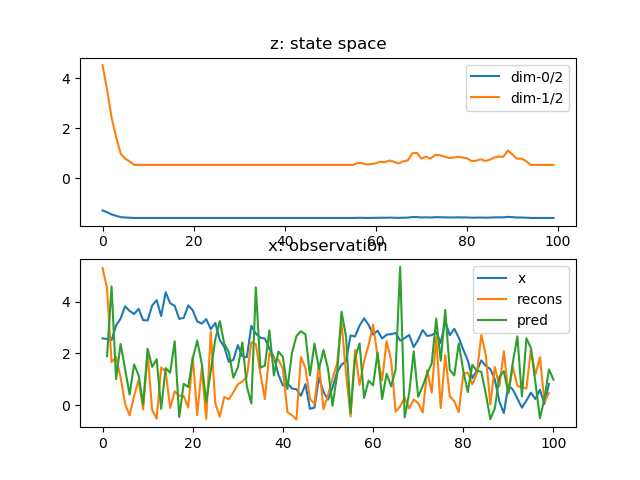 z: state space
4
2
0
dim-0/2
dim-1/2
0 20 40 60 80 100
x: observation
4
2
0
x
recons
pred
0 20 40 60 80 100